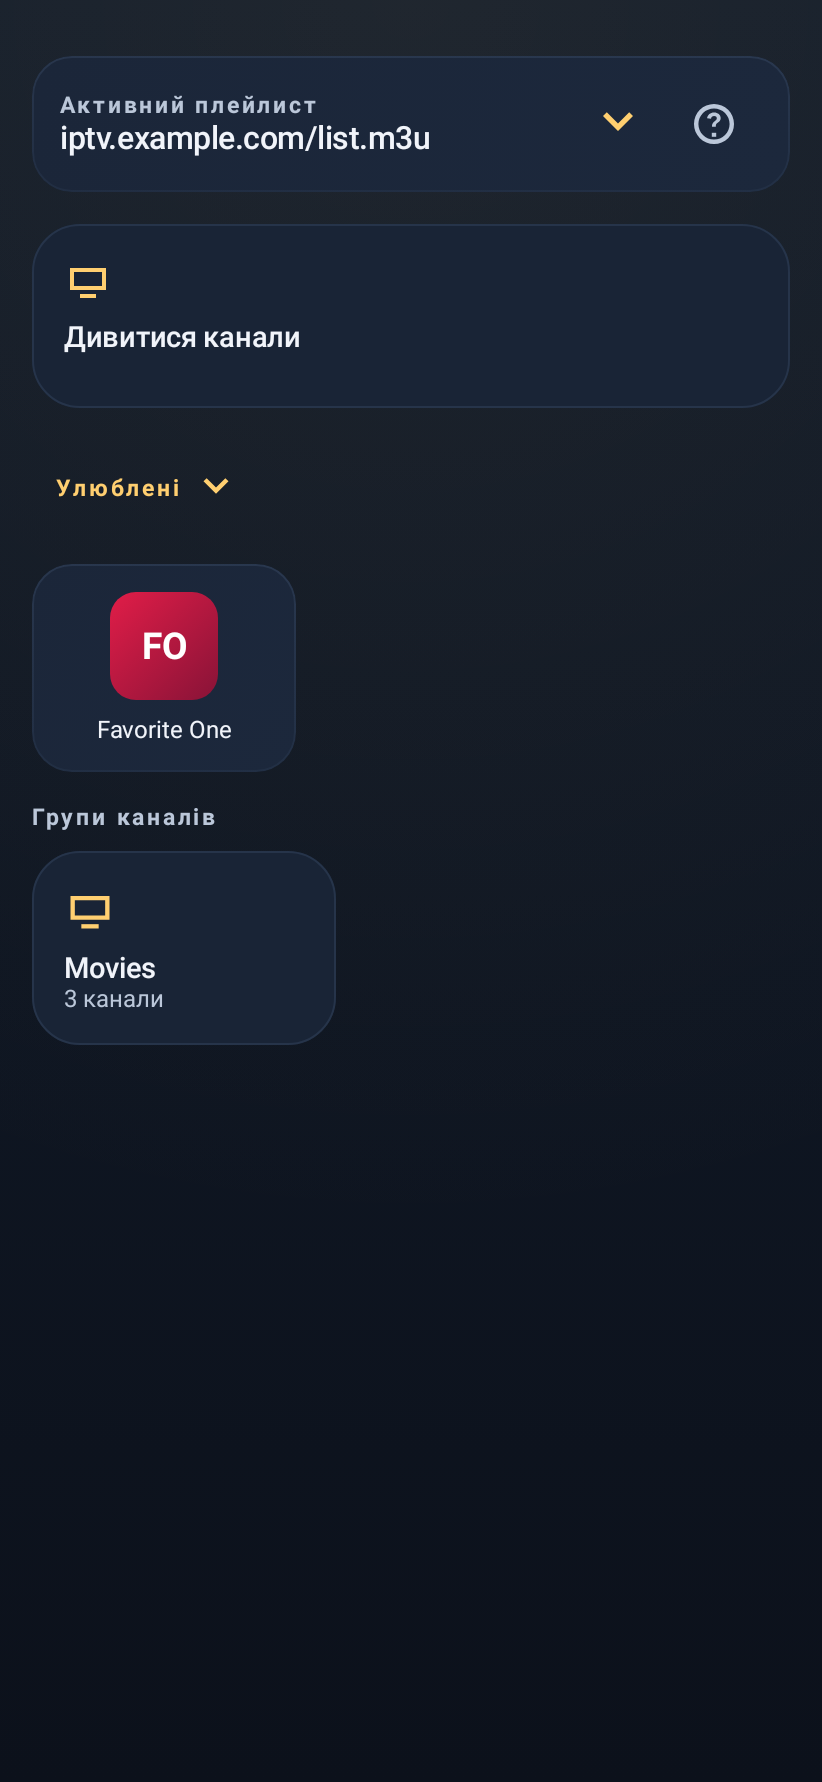 Активний плейлист
iptv.example.com/list.m3u
Дивитися канали
Улюблені
FO
Favorite One
Групи каналів
Movies
3 канали